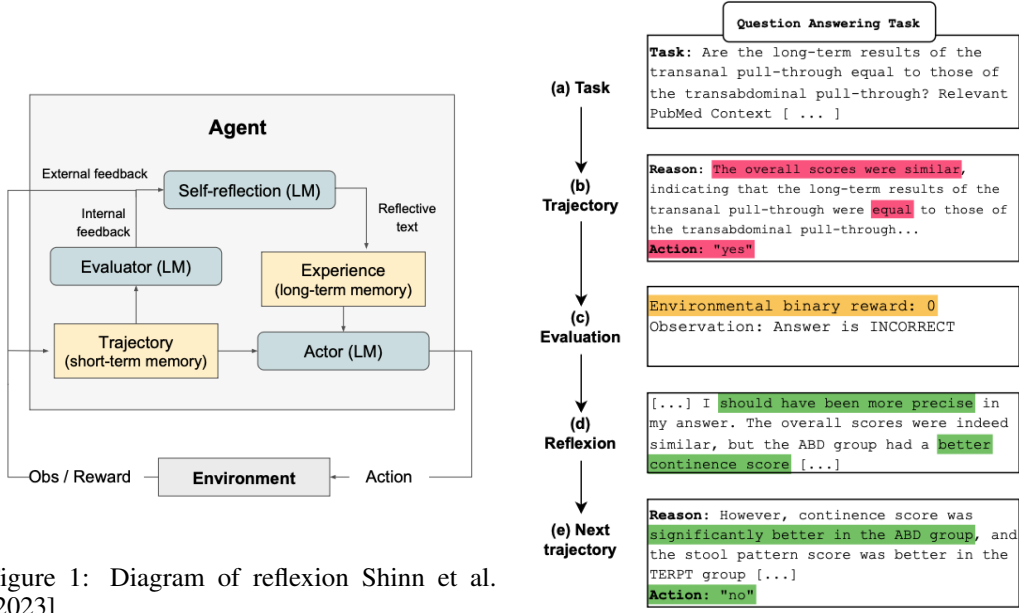 Agent
External feedback
Self-reflection (LM)
Internal
feedback
Reflective
text
Evaluator (LM)
Experience
(long-term memory)
Trajectory
(short-term memory)
Actor (LM)
Obs / Reward
Environment
Action
igure 1: Diagram of reflexion Shinn et al.
2023]
Question Answering Task
(a) Task
Task: Are the long-term results of the
transanal pull-through equal to those of
the transabdominal pull-through? Relevant
PubMed Context [ ... ]
(b)
Trajectory
Reason: The overall scores were similar,
indicating that the long-term results of the
transanal pull-through were equal to those of
the transabdominal pull-through...
Action: "yes"
(c)
Evaluation
Environmental binary reward: 0
Observation: Answer is INCORRECT
(d)
Reflexion
[...] I should have been more precise in
my answer. The overall scores were indeed
similar, but the ABD group had a better
continence score [...]
(e) Next
trajectory
Reason: However, continence score was
significantly better in the ABD group, and
the stool pattern score was better in the
TERPT group [...]
Action: "no"